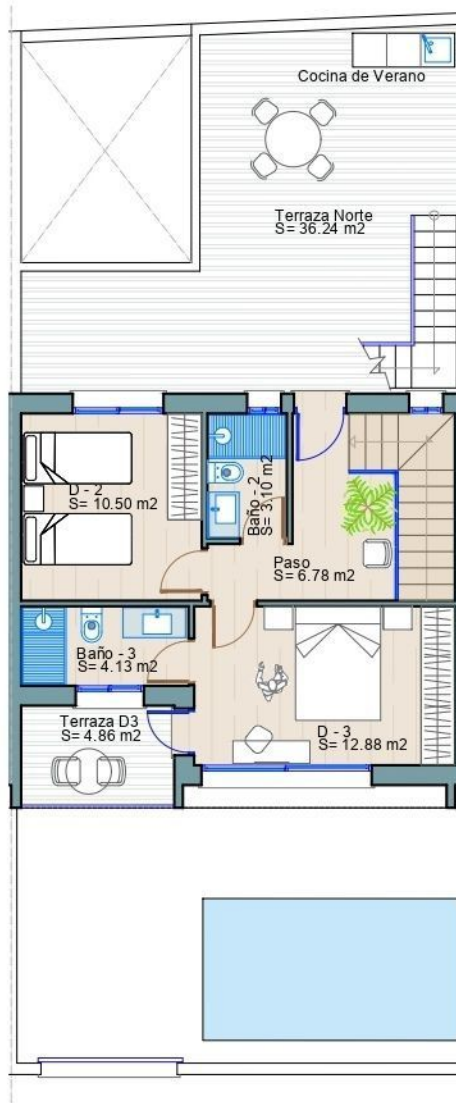 Cocina de Verano
Terraza Norte
S= 36.24 m2
D - 2
S= 10.50 m2
Baño - 2
S= 3.10 m2
Paso
S= 6.78 m2
Baño - 3
S= 4.13 m2
Terraza D3
S= 4.86 m2
D - 3
S= 12.88 m2